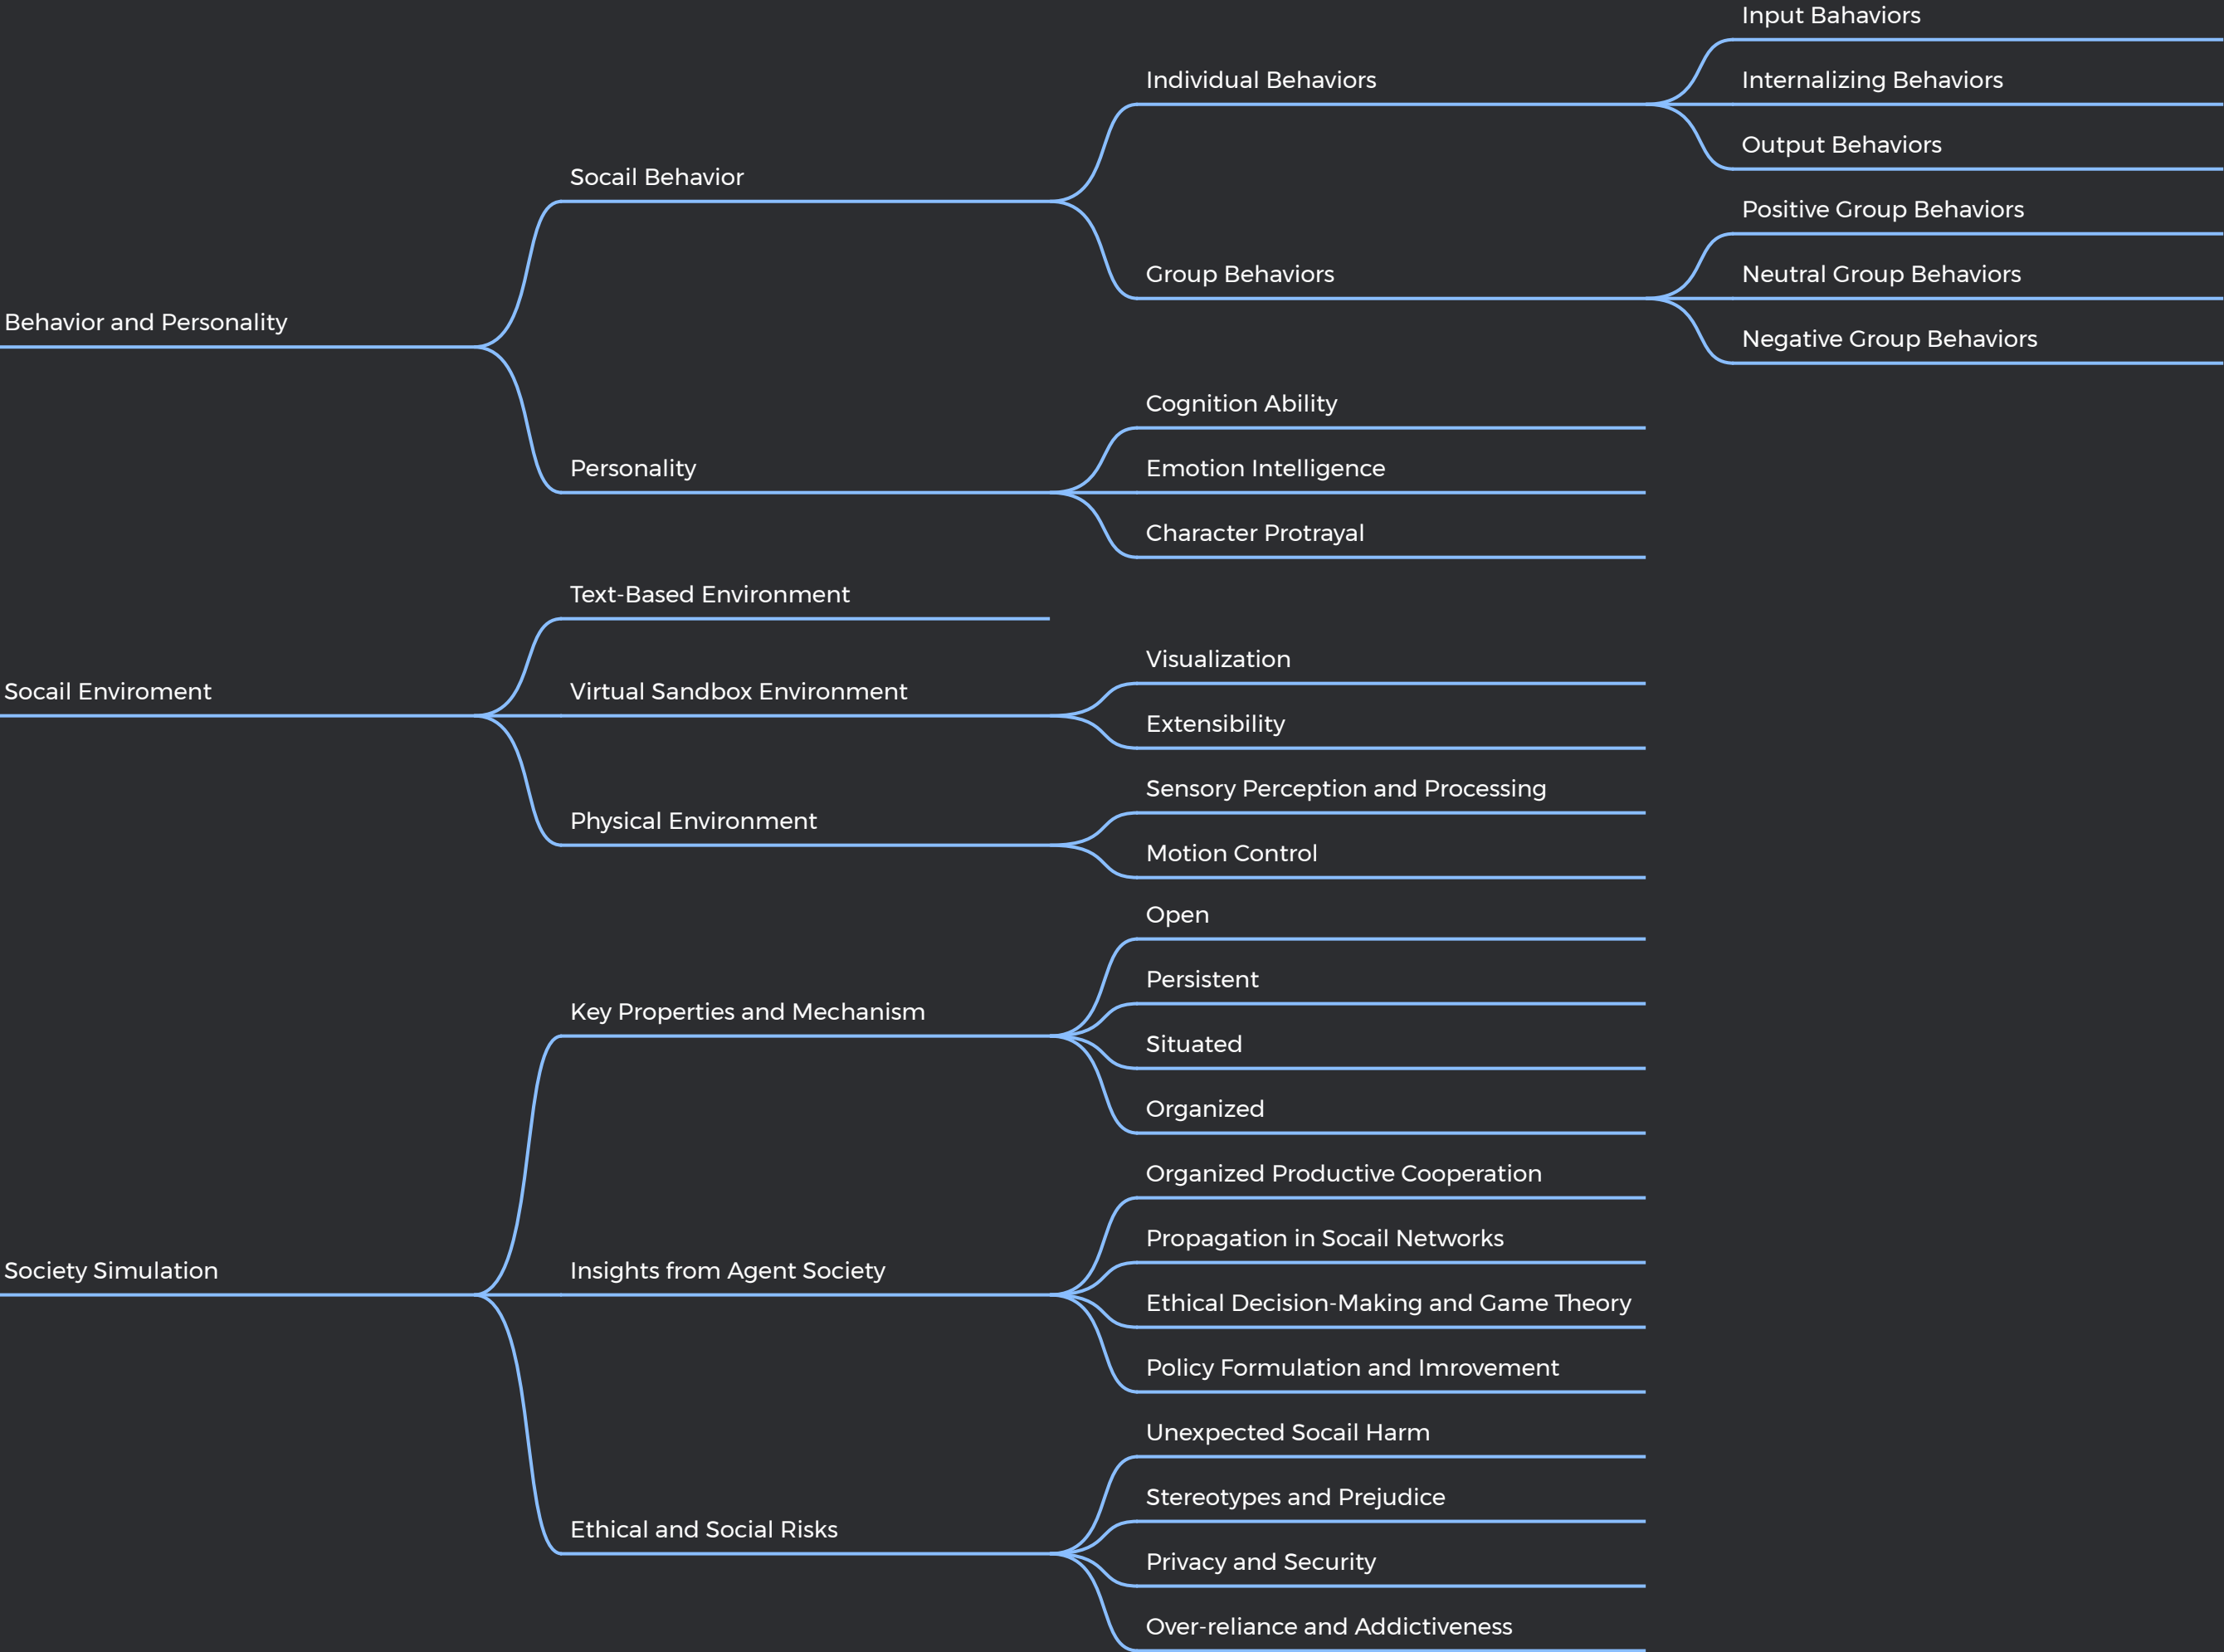 Behavior and Personality
Socail Behavior
Individual Behaviors
Input Bahaviors
Internalizing Behaviors
Output Behaviors
Group Behaviors
Positive Group Behaviors
Neutral Group Behaviors
Negative Group Behaviors
Personality
Cognition Ability
Emotion Intelligence
Character Protrayal
Socail Enviroment
Text-Based Environment
Virtual Sandbox Environment
Visualization
Extensibility
Physical Environment
Sensory Perception and Processing
Motion Control
Society Simulation
Key Properties and Mechanism
Open
Persistent
Situated
Organized
Insights from Agent Society
Organized Productive Cooperation
Propagation in Socail Networks
Ethical Decision-Making and Game Theory
Policy Formulation and Imrovement
Ethical and Social Risks
Unexpected Socail Harm
Stereotypes and Prejudice
Privacy and Security
Over-reliance and Addictiveness